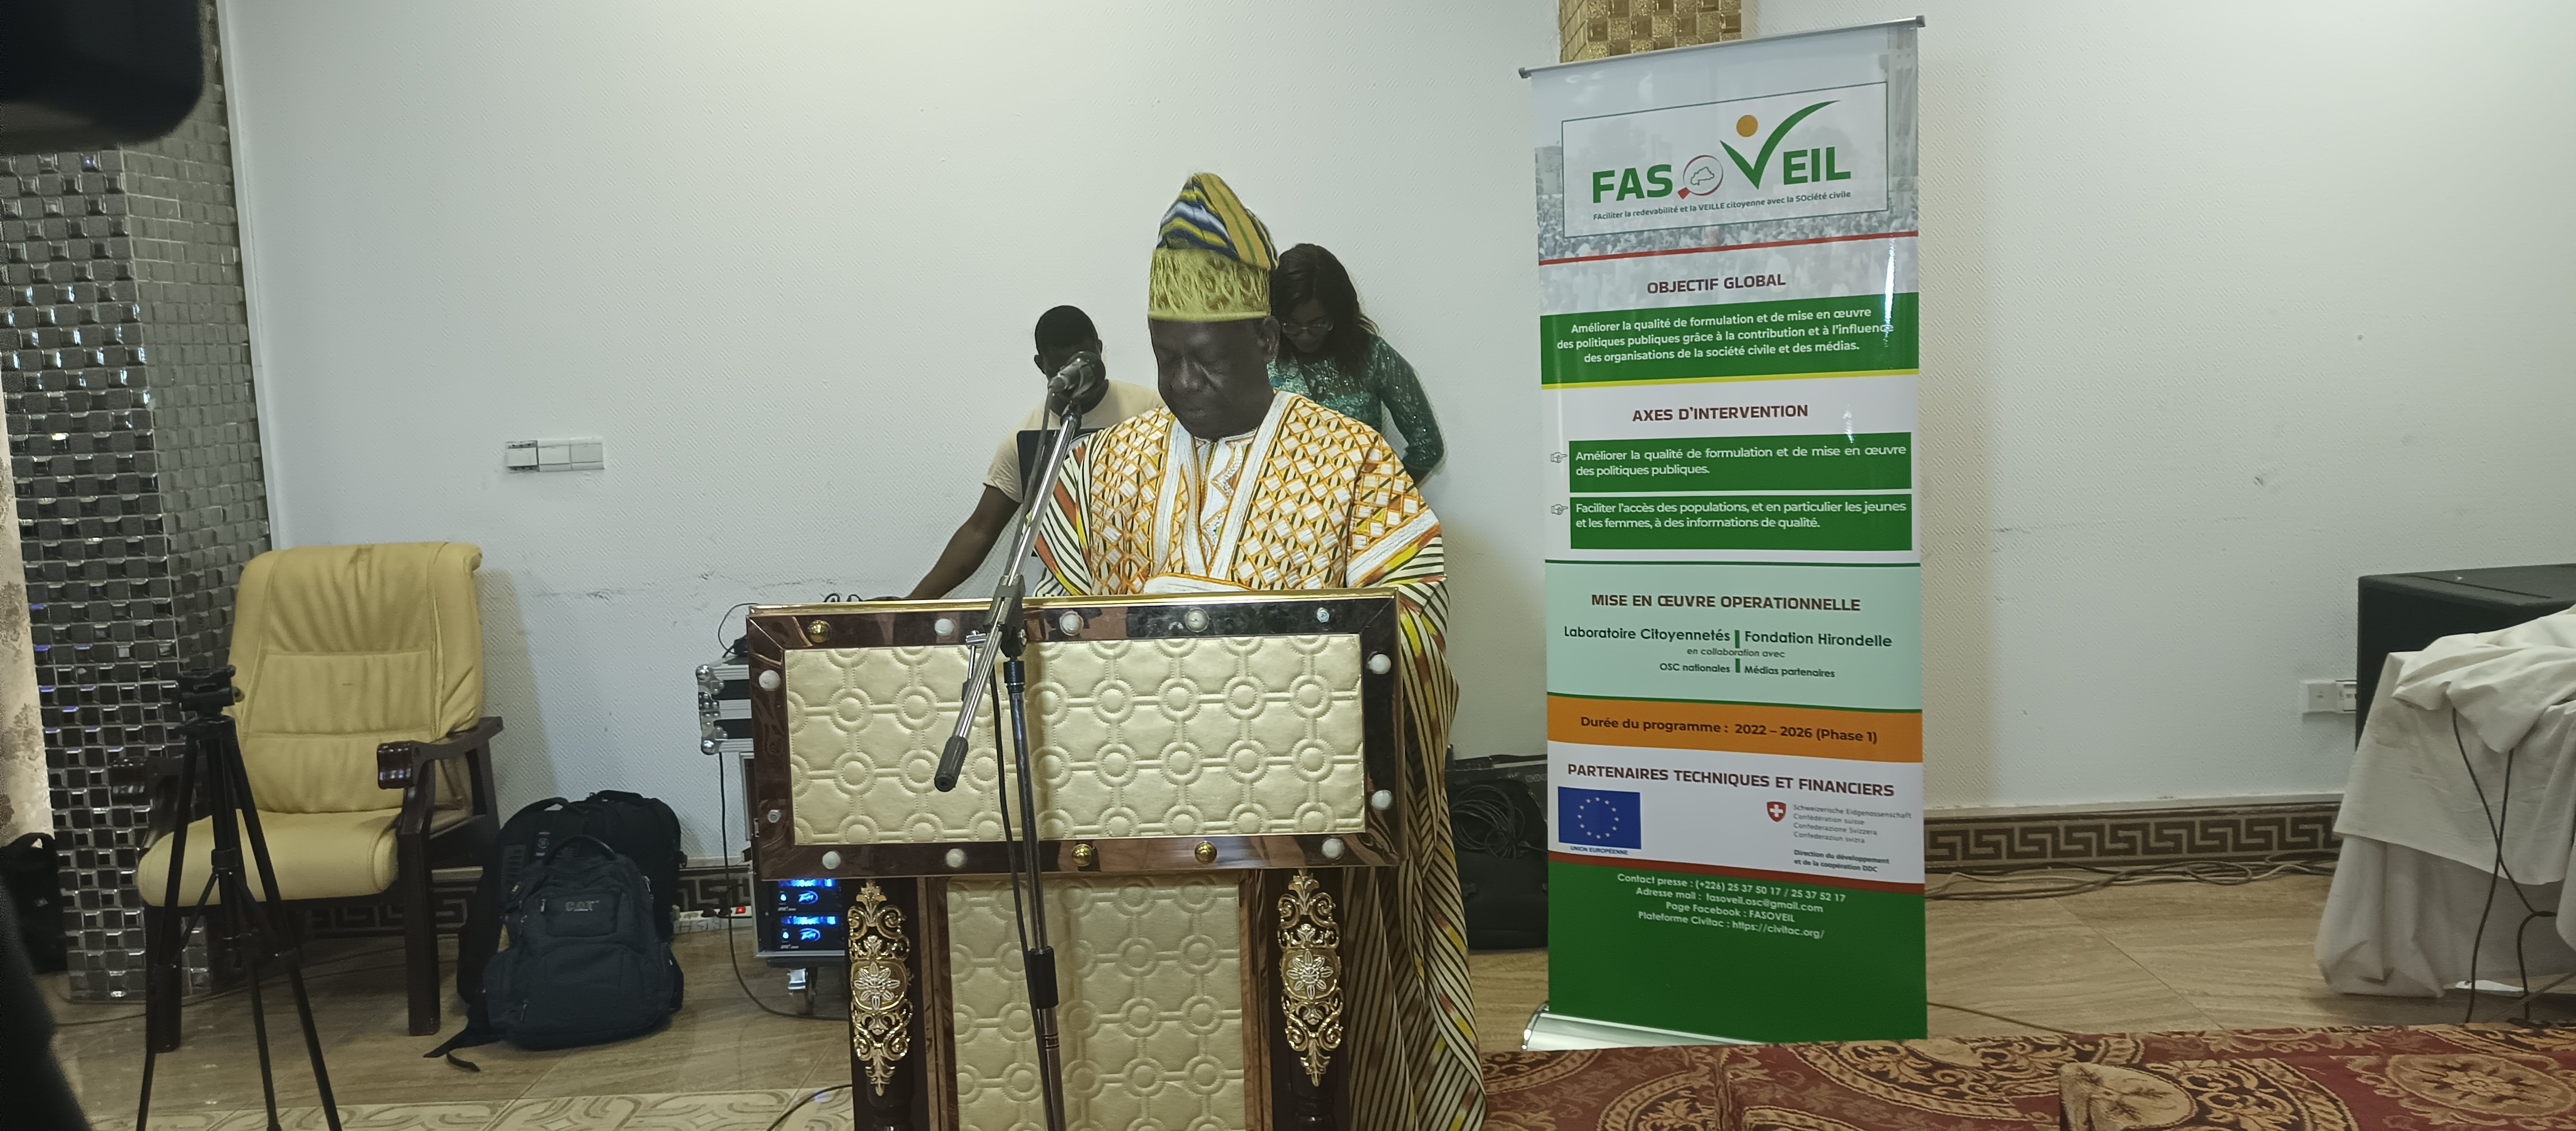 FASOVEIL
FAciliter la redevabilité et la VEILLE citoyenne avec la SOciété civile
OBJECTIF GLOBAL
Améliorer la qualité de formulation et de mise en œuvre
des politiques publiques grâce à la contribution et à l'influence
des organisations de la société civile et des médias.
AXES D'INTERVENTION
Améliorer la qualité de formulation et de mise en œuvre
des politiques publiques.
Faciliter l'accès des populations, et en particulier les jeunes
et les femmes, à des informations de qualité.
MISE EN ŒUVRE OPERATIONNELLE
Laboratoire Citoyennetés | Fondation Hirondelle
en collaboration avec
OSC nationales | Médias partenaires
Durée du programme : 2022 – 2026 (Phase 1)
PARTENAIRES TECHNIQUES ET FINANCIERS
UNION EUROPÉENNE
Schweizerische Eidgenossenschaft
Confédération suisse
Confederazione Svizzera
Confederaziun svizra
Direction du développement
et de la coopération DDC
Contact presse : (+226) 25 37 50 17 / 25 37 52 17
Adresse mail : fasoveil.osc@gmail.com
Page Facebook : FASOVEIL
Plateforme Civitac : https://civitac.org/
CAT
Peavey
Peavey